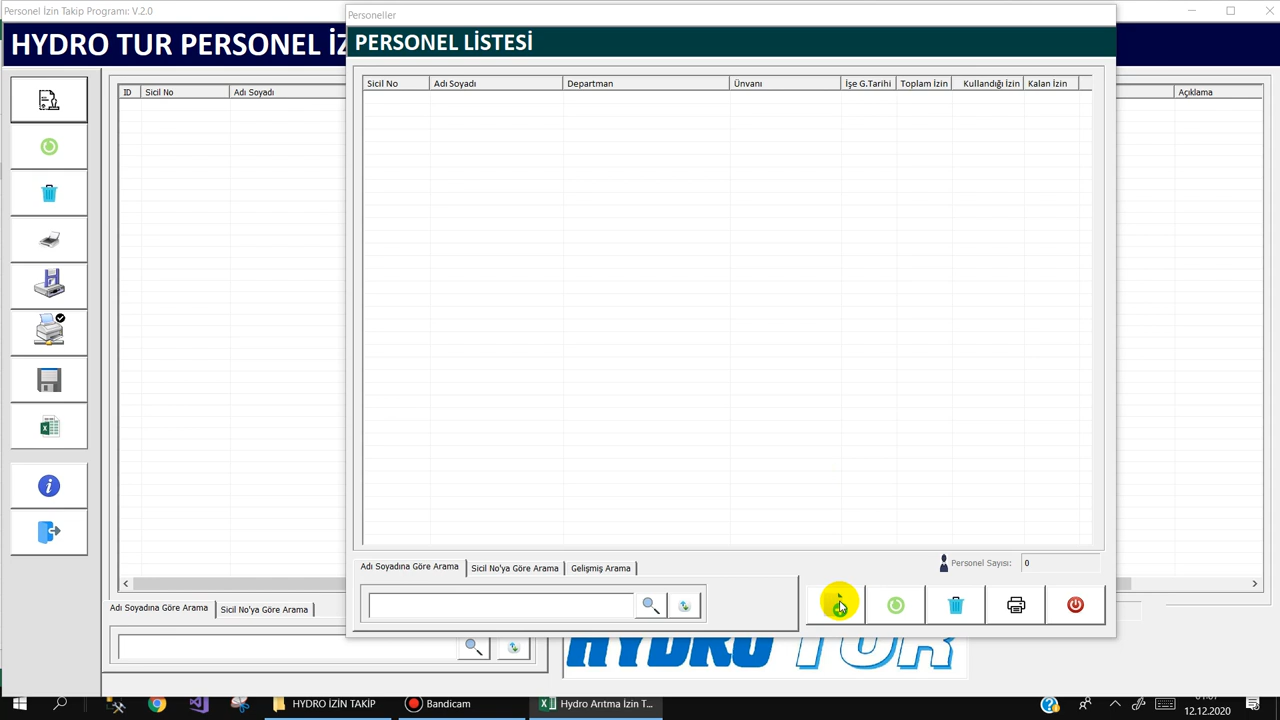 Personel İzin Takip Programı: V.2.0
HYDRO TUR PERSONEL İZ
ID
Sicil No
Adı Soyadı
Açıklama
Adı Soyadına Göre Arama
Sicil No'ya Göre Arama
Personeller
PERSONEL LİSTESİ
Sicil No
Adı Soyadı
Departman
Ünvanı
İşe G.Tarihi
Toplam İzin
Kullandığı İzin
Kalan İzin
Personel Sayısı:
0
Adı Soyadına Göre Arama
Sicil No'ya Göre Arama
Gelişmiş Arama
HYDRO TUR
HYDRO İZİN TAKİP
Bandicam
Hydro Arıtma İzin T...
12.12.2020